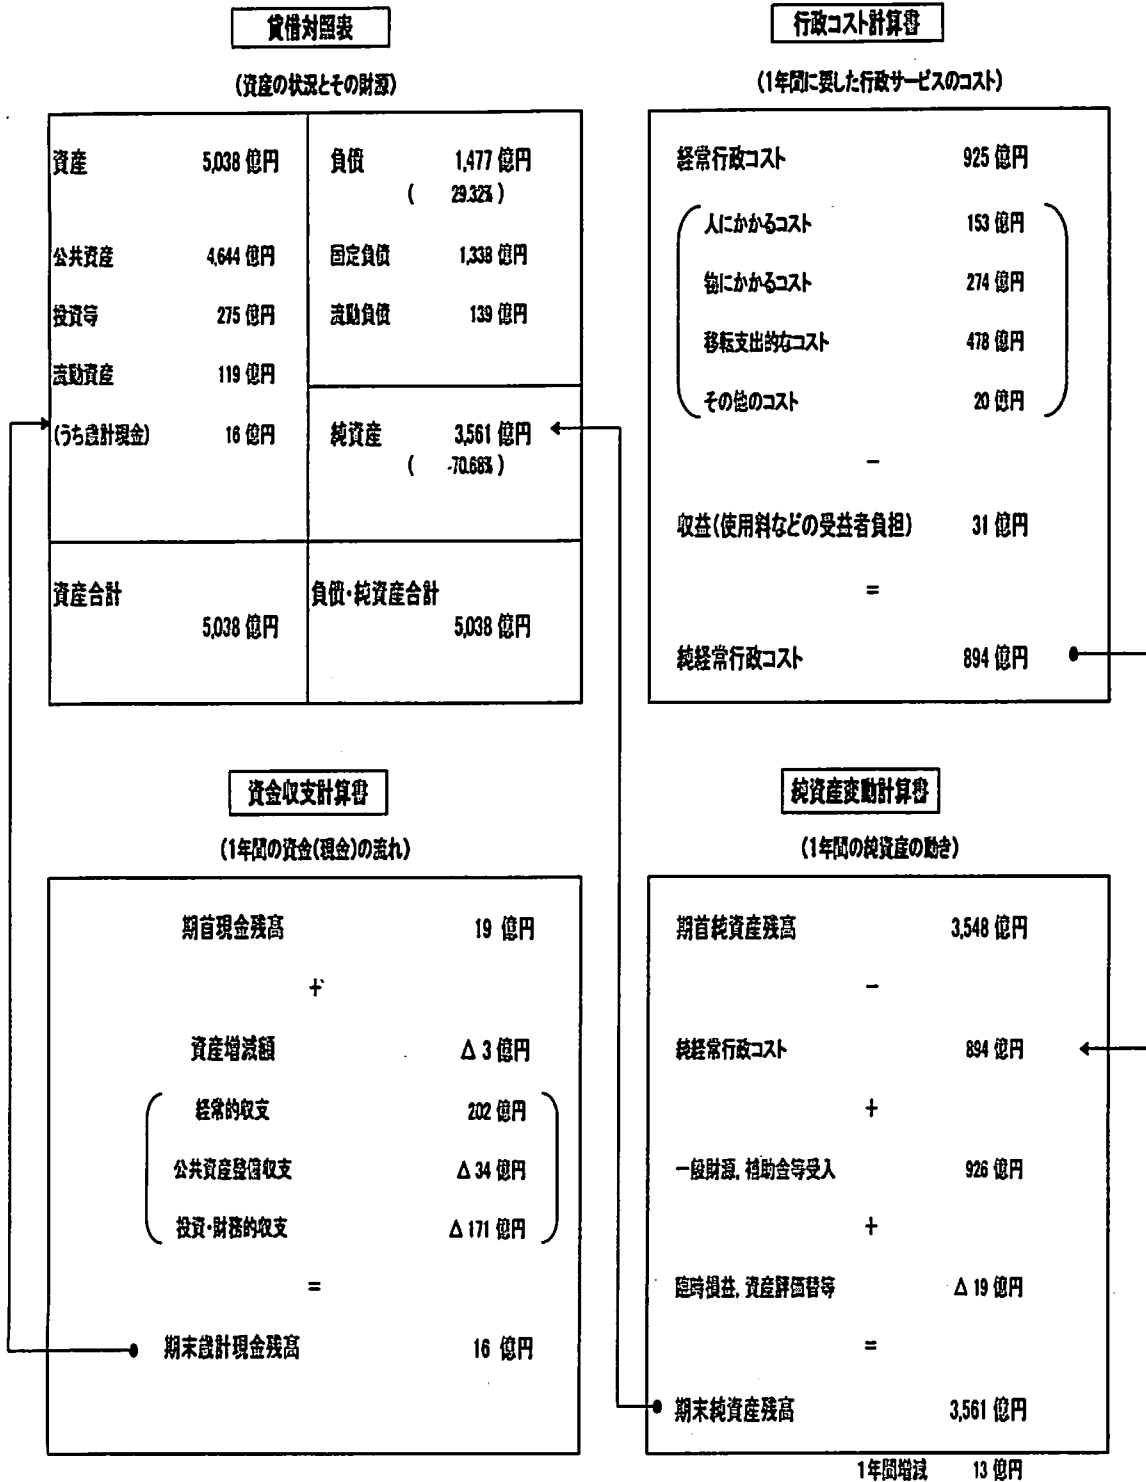 貸借対照表
(資産の状況とその財源)
資産 5,038 億円 負債 1,477 億円
( 29.32% )
公共資産 4,644 億円 固定負債 1,338 億円
投資等 275 億円 流動負債 139 億円
流動資産 119 億円
(うち歳計現金) 16 億円 純資産 3,561 億円
( -70.68% )
資産合計 負債・純資産合計
5,038 億円 5,038 億円
行政コスト計算書
(1年間に要した行政サービスのコスト)
経常行政コスト 925 億円
人にかかるコスト 153 億円
物にかかるコスト 274 億円
移転支出的なコスト 478 億円
その他のコスト 20 億円
−
収益(使用料などの受益者負担) 31 億円
=
純経常行政コスト 894 億円
資金収支計算書
(1年間の資金(現金)の流れ)
期首現金残高 19 億円
+
資産増減額 Δ 3 億円
経常的収支 202 億円
公共資産整備収支 Δ 34 億円
投資・財務的収支 Δ 171 億円
=
期末歳計現金残高 16 億円
純資産変動計算書
(1年間の純資産の動き)
期首純資産残高 3,548 億円
−
純経常行政コスト 894 億円
+
一般財源, 補助金等受入 926 億円
+
臨時損益, 資産評価替等 Δ 19 億円
=
期末純資産残高 3,561 億円
1年間増減 13 億円